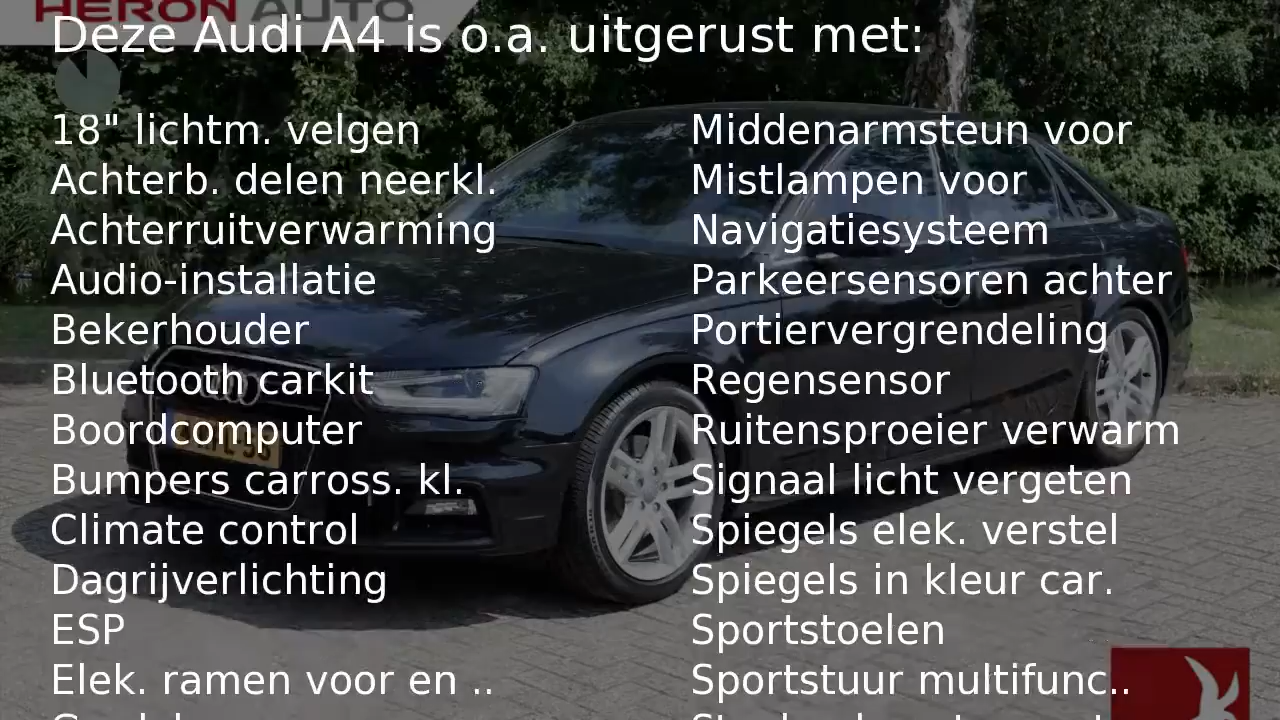 HERON AUTO
Deze Audi A4 is o.a. uitgerust met:
18" lichtm. velgen
Achterb. delen neerkl.
Achterruitverwarming
Audio-installatie
Bekerhouder
Bluetooth carkit
Boordcomputer
Bumpers carross. kl.
Climate control
Dagrijverlichting
ESP
Elek. ramen voor en ..
Middenarmsteun voor
Mistlampen voor
Navigatiesysteem
Parkeersensoren achter
Portiervergrendeling
Regensensor
Ruitensproeier verwarm
Signaal licht vergeten
Spiegels elek. verstel
Spiegels in kleur car.
Sportstoelen
Sportstuur multifunc..